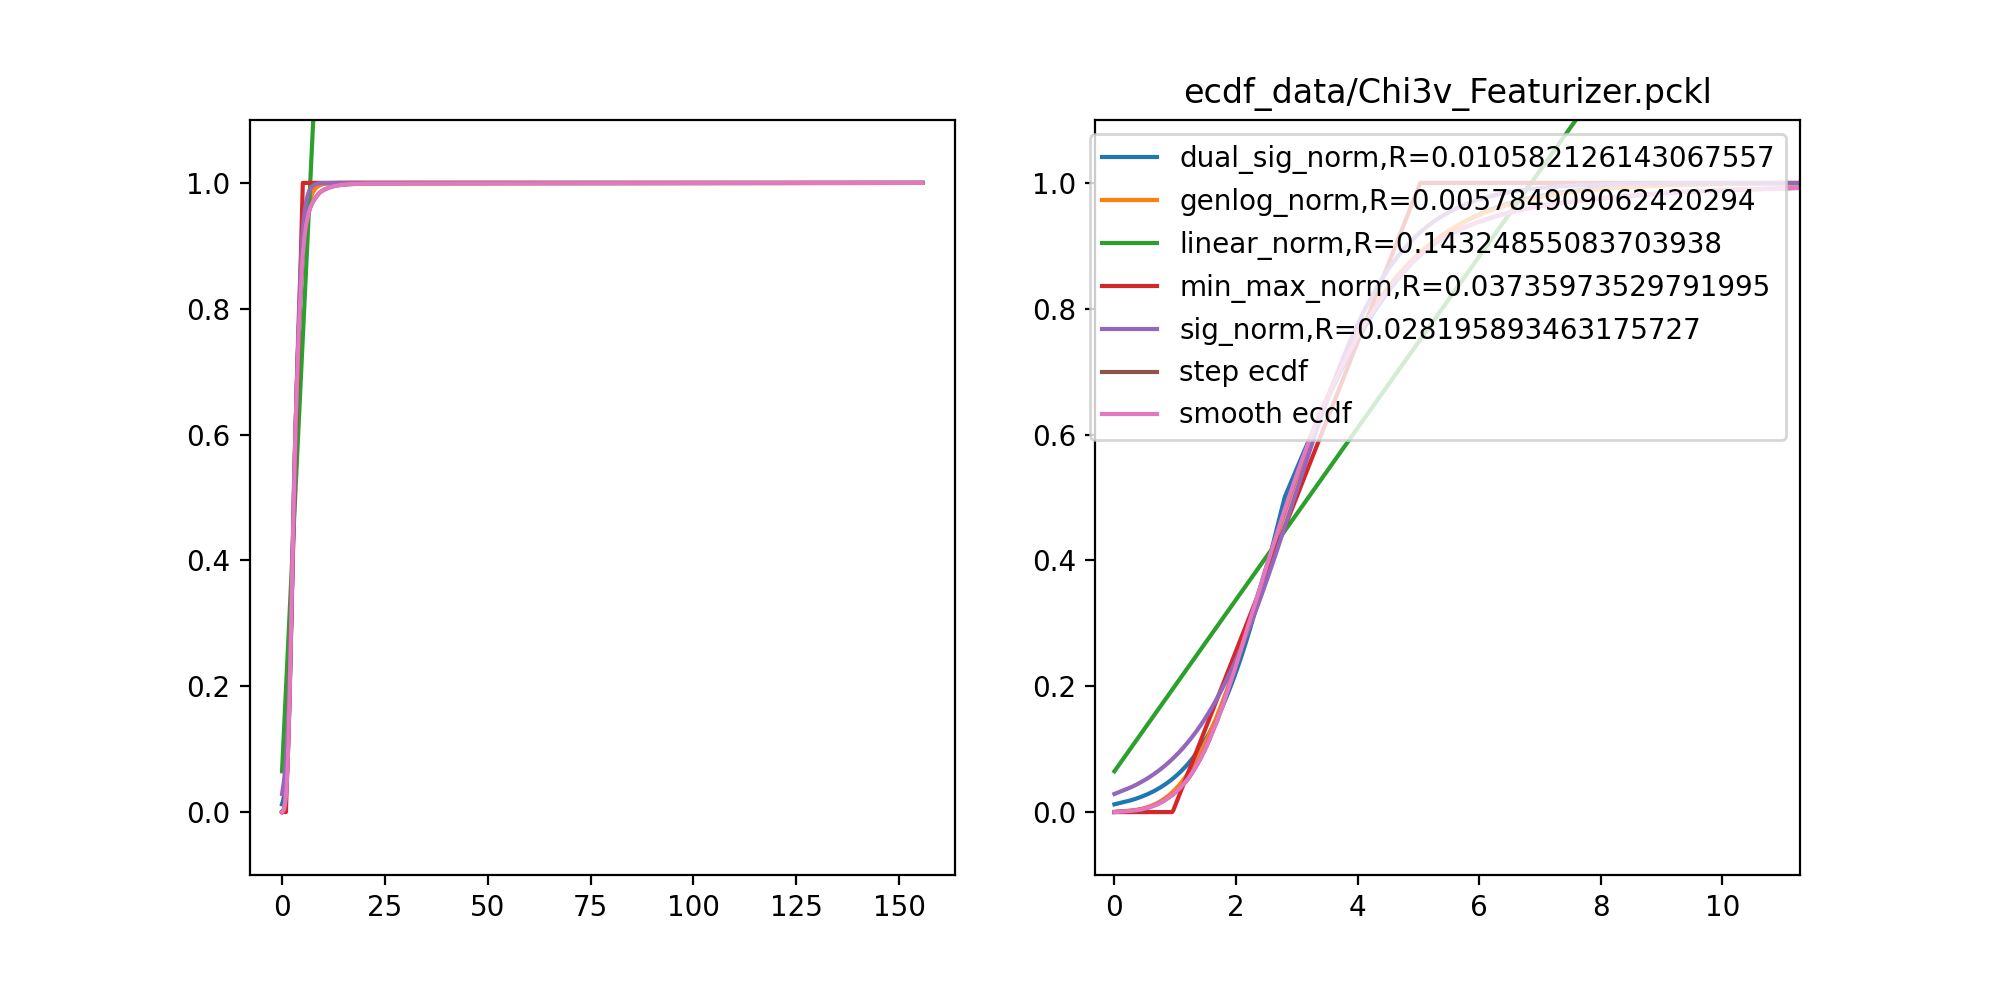 ecdf_data/Chi3v_Featurizer.pckl
1.0
0.8
0.6
0.4
0.2
0.0
0 25 50 75 100 125 150
1.0
0.8
0.6
0.4
0.2
0.0
0 2 4 6 8 10
dual_sig_norm,R=0.010582126143067557
genlog_norm,R=0.005784909062420294
linear_norm,R=0.14324855083703938
min_max_norm,R=0.03735973529791995
sig_norm,R=0.028195893463175727
step ecdf
smooth ecdf